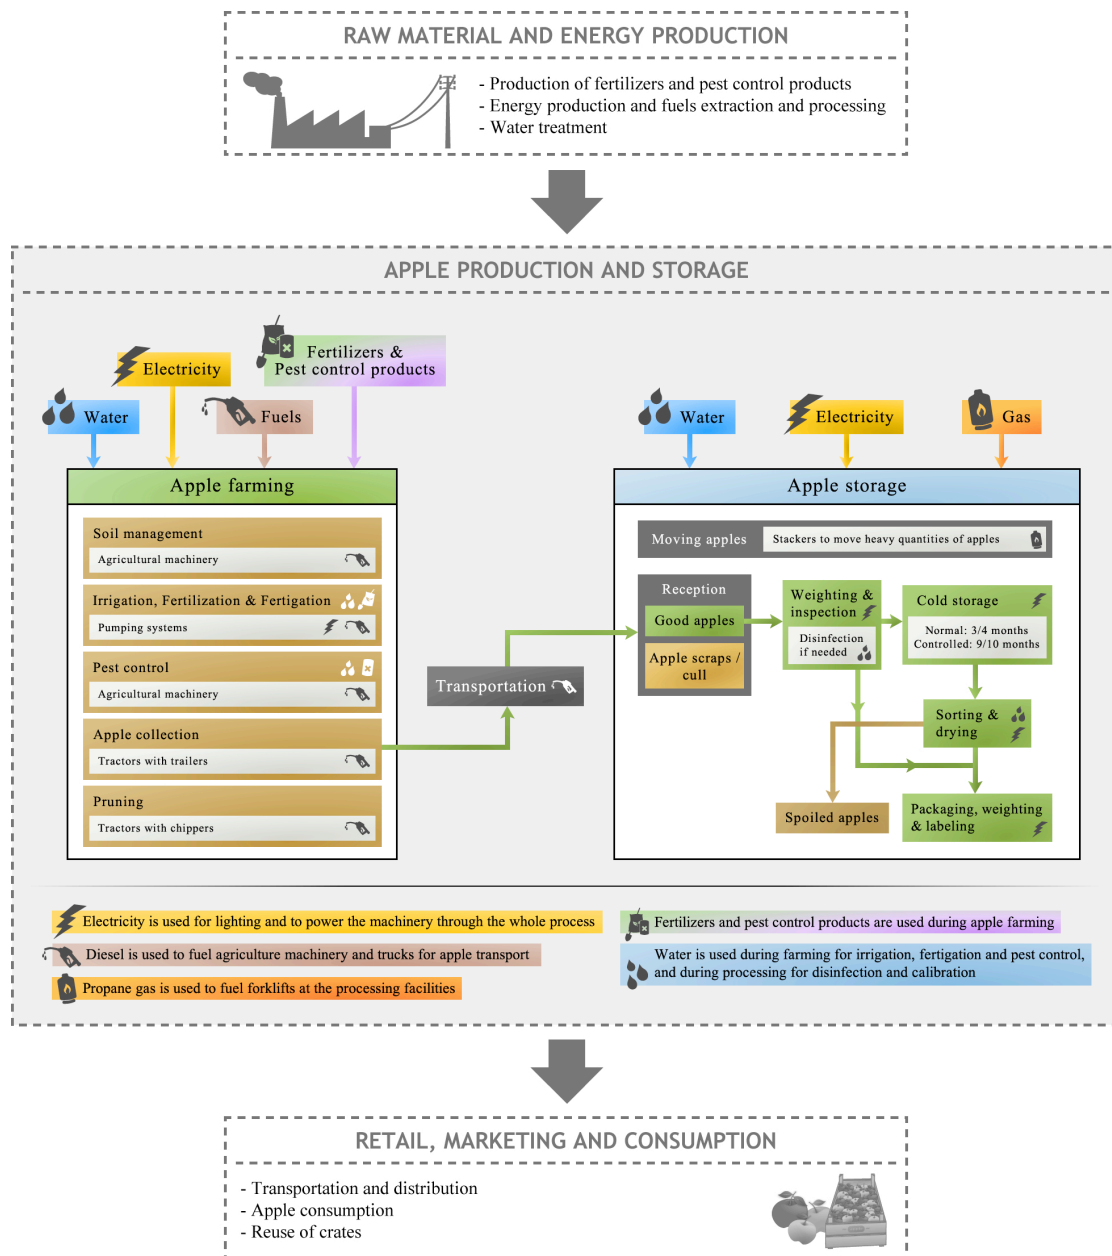 RAW MATERIAL AND ENERGY PRODUCTION
- Production of fertilizers and pest control products
- Energy production and fuels extraction and processing
- Water treatment
APPLE PRODUCTION AND STORAGE
Fertilizers &
Pest control products
Electricity
Water
Fuels
Water
Electricity
Gas
Apple farming
Soil management
Agricultural machinery
Irrigation, Fertilization & Fertigation
Pumping systems
Pest control
Agricultural machinery
Apple collection
Tractors with trailers
Pruning
Tractors with chippers
Transportation
Apple storage
Moving apples
Stackers to move heavy quantities of apples
Reception
Good apples
Apple scraps /
cull
Weighting &
inspection
Disinfection
if needed
Cold storage
Normal: 3/4 months
Controlled: 9/10 months
Sorting &
drying
Spoiled apples
Packaging, weighting
& labeling
Electricity is used for lighting and to power the machinery through the whole process
Diesel is used to fuel agriculture machinery and trucks for apple transport
Propane gas is used to fuel forklifts at the processing facilities
Fertilizers and pest control products are used during apple farming
Water is used during farming for irrigation, fertigation and pest control,
and during processing for disinfection and calibration
RETAIL, MARKETING AND CONSUMPTION
- Transportation and distribution
- Apple consumption
- Reuse of crates